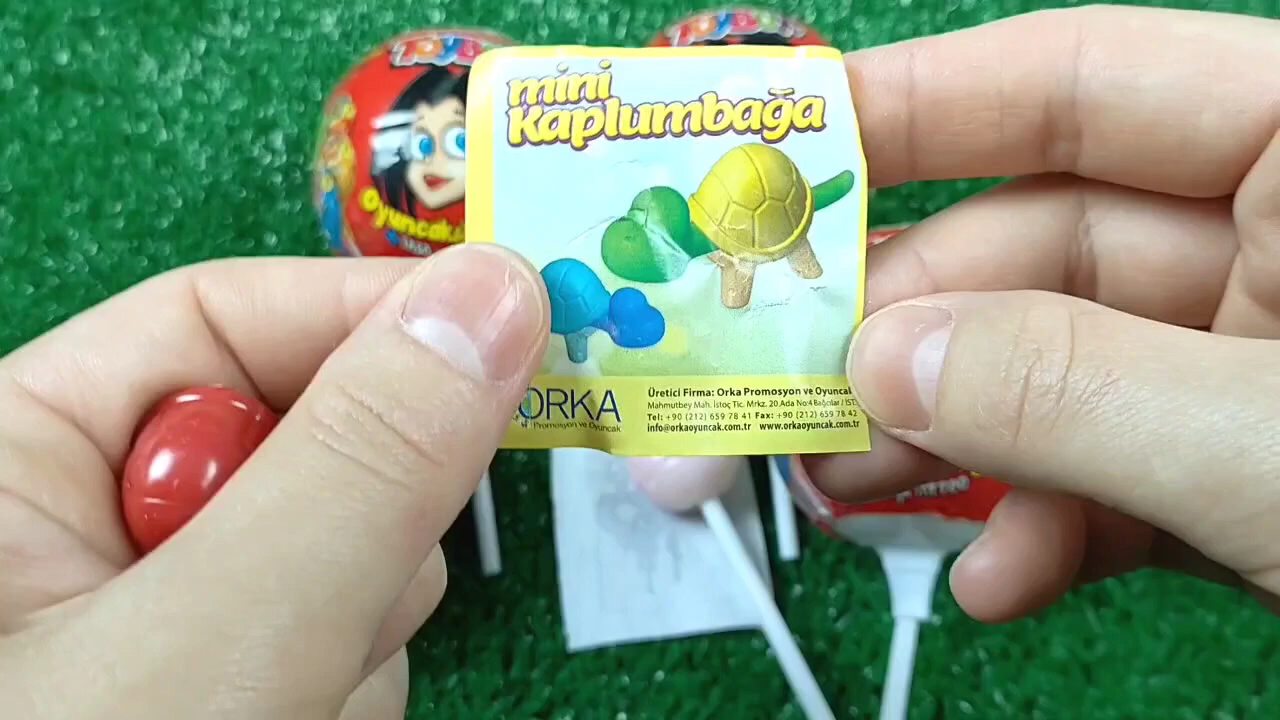 mini
Kaplumbağa
ORKA
Promosyon ve Oyuncak
Üretici Firma: Orka Promosyon ve Oyuncak
Mahmutbey Mah. İstoç Tic. Mrkz. 20.Ada No:4 Bağcılar / İST.
Tel: +90 (212) 659 78 41 Fax: +90 (212) 659 78 42
info@orkaoyuncak.com.tr www.orkaoyuncak.com.tr
Oyuncak